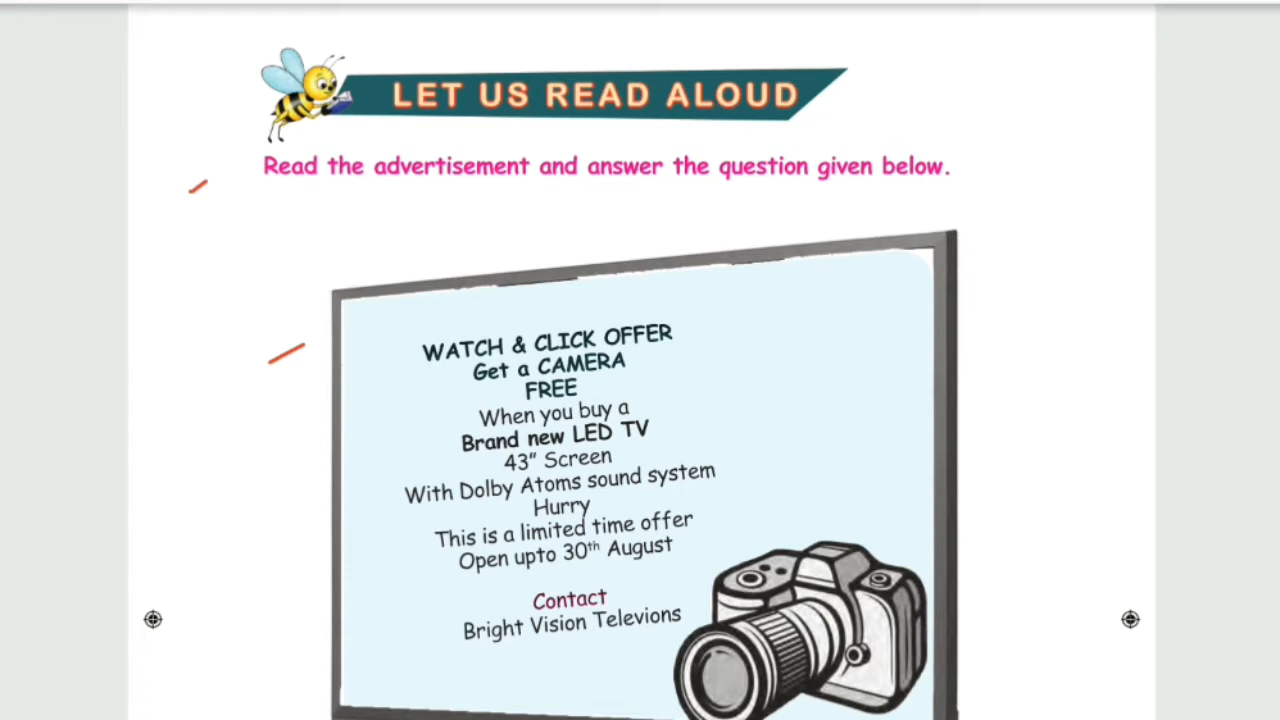 LET US READ ALOUD
Read the advertisement and answer the question given below.
WATCH & CLICK OFFER
Get a CAMERA
FREE
When you buy a
Brand new LED TV
43" Screen
With Dolby Atoms sound system
Hurry
This is a limited time offer
Open upto 30th August
Contact
Bright Vision Televions